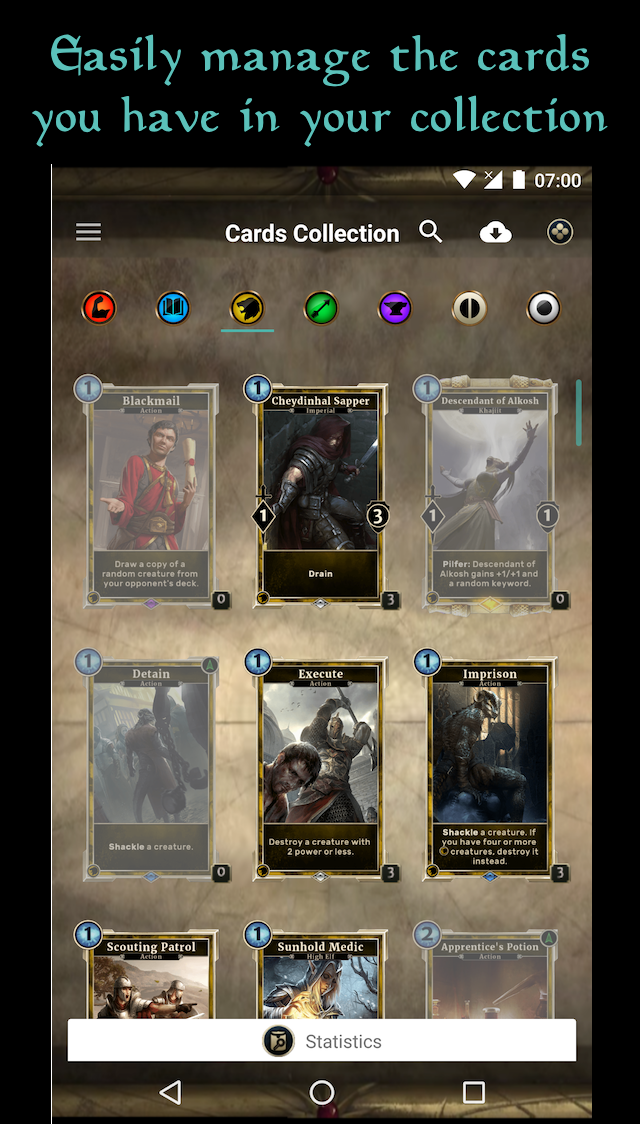 Easily manage the cards
you have in your collection
07:00
Cards Collection
1
Blackmail
Action
Draw a copy of a
random creature from
your opponent's deck.
0
1
Cheydinhal Sapper
Imperial
1
3
Drain
3
1
Descendant of Alkosh
Khajiit
1
1
Pilfer: Descendant of
Alkosh gains +1/+1 and
a random keyword.
0
1
Detain
A
Action
Shackle a creature.
0
1
Execute
Action
Destroy a creature with
2 power or less.
3
1
Imprison
Action
Shackle a creature. If
you have four or more
creatures, destroy it
instead.
3
1
Scouting Patrol
Action
1
Sunhold Medic
High Elf
2
Apprentice's Potion
A
Action
Statistics